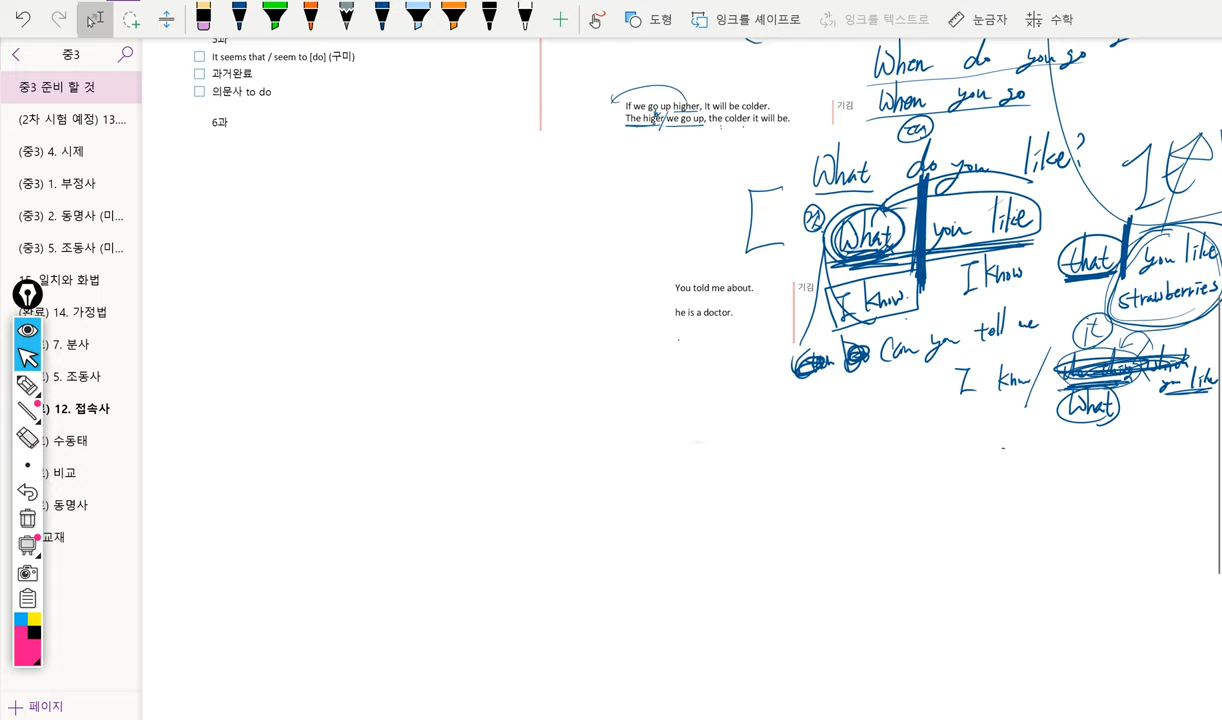 도형
잉크를 셰이프로
잉크를 텍스트로
눈금자
수학
중3
중3 준비 할 것
(2차 시험 예정) 13....
(중3) 4. 시제
(중3) 1. 부정사
(중3) 2. 동명사 (미...
(중3) 5. 조동사 (미...
15. 일치와 화법
14. 가정법
) 7. 분사
) 5. 조동사
) 12. 접속사
) 수동태
) 비교
) 동명사
교재
페이지
5과
It seems that / seem to [do] (구미)
과거완료
의문사 to do
6과
If we go up higher, It will be colder.
The higer we go up, the colder it will be.
기김
You told me about.
he is a doctor.
기김
When do you go
When you go
What do you like?
것
What you like
I know
I know
Can you tell me
I know
What
you like
that
you like
strawberries
it